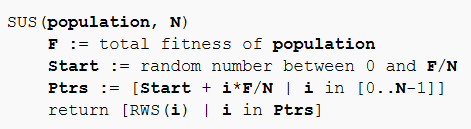 SUS(population, N)
F := total fitness of population
Start := random number between 0 and F/N
Ptrs := [Start + i*F/N | i in [0..N-1]]
return [RWS(i) | i in Ptrs]